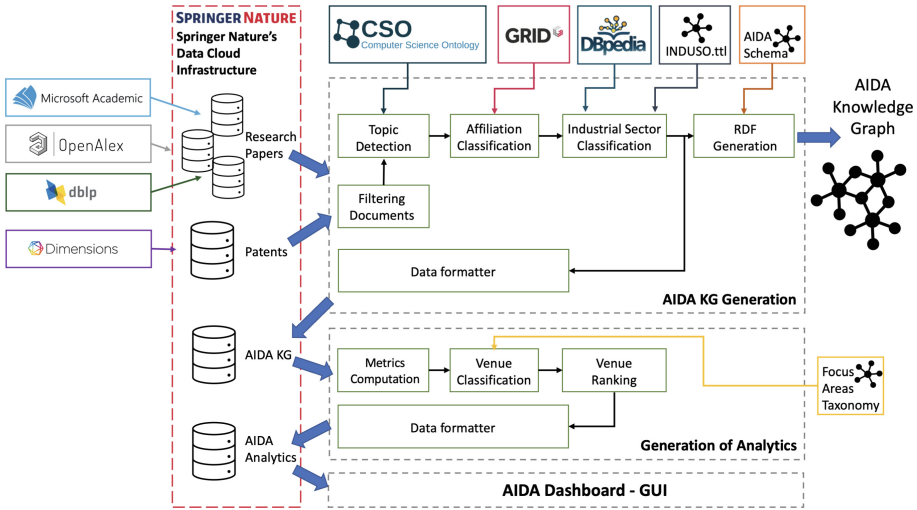 SPRINGER NATURE
Springer Nature's
Data Cloud
Infrastructure
Microsoft Academic
OpenAlex
dblp
Dimensions
Research
Papers
Patents
AIDA KG
AIDA
Analytics
CSO
Computer Science Ontology
GRID
DBpedia
INDUSO.ttl
AIDA
Schema
Topic
Detection
Affiliation
Classification
Industrial Sector
Classification
RDF
Generation
Filtering
Documents
Data formatter
AIDA KG Generation
AIDA
Knowledge
Graph
Metrics
Computation
Venue
Classification
Venue
Ranking
Data formatter
Generation of Analytics
Focus
Areas
Taxonomy
AIDA Dashboard - GUI